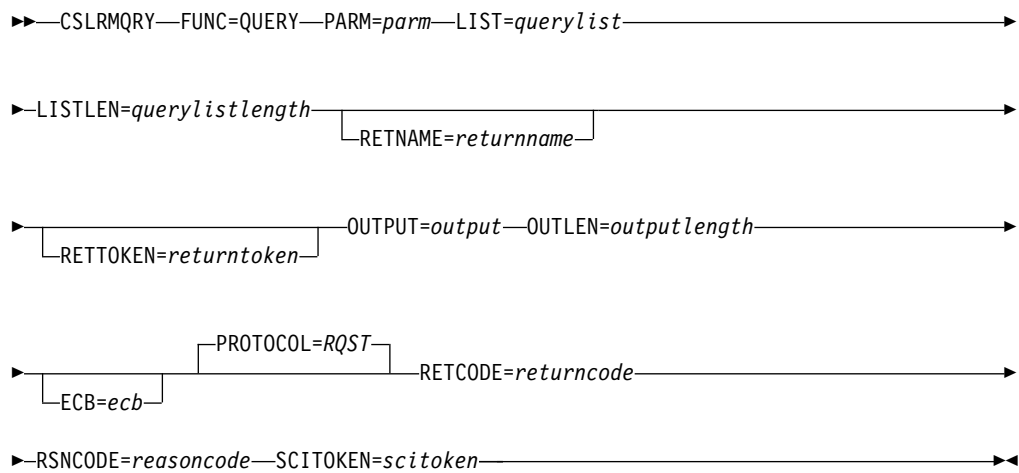 CSLRMQRY FUNC=QUERY PARM=parm LIST=querylist
LISTLEN=querylistlength
RETNAME=returnname
OUTPUT=output OUTLEN=outputlength
RETTOKEN=returntoken
PROTOCOL=RQST
RETCODE=returncode
ECB=ecb
RSNCODE=reasoncode SCITOKEN=scitoken